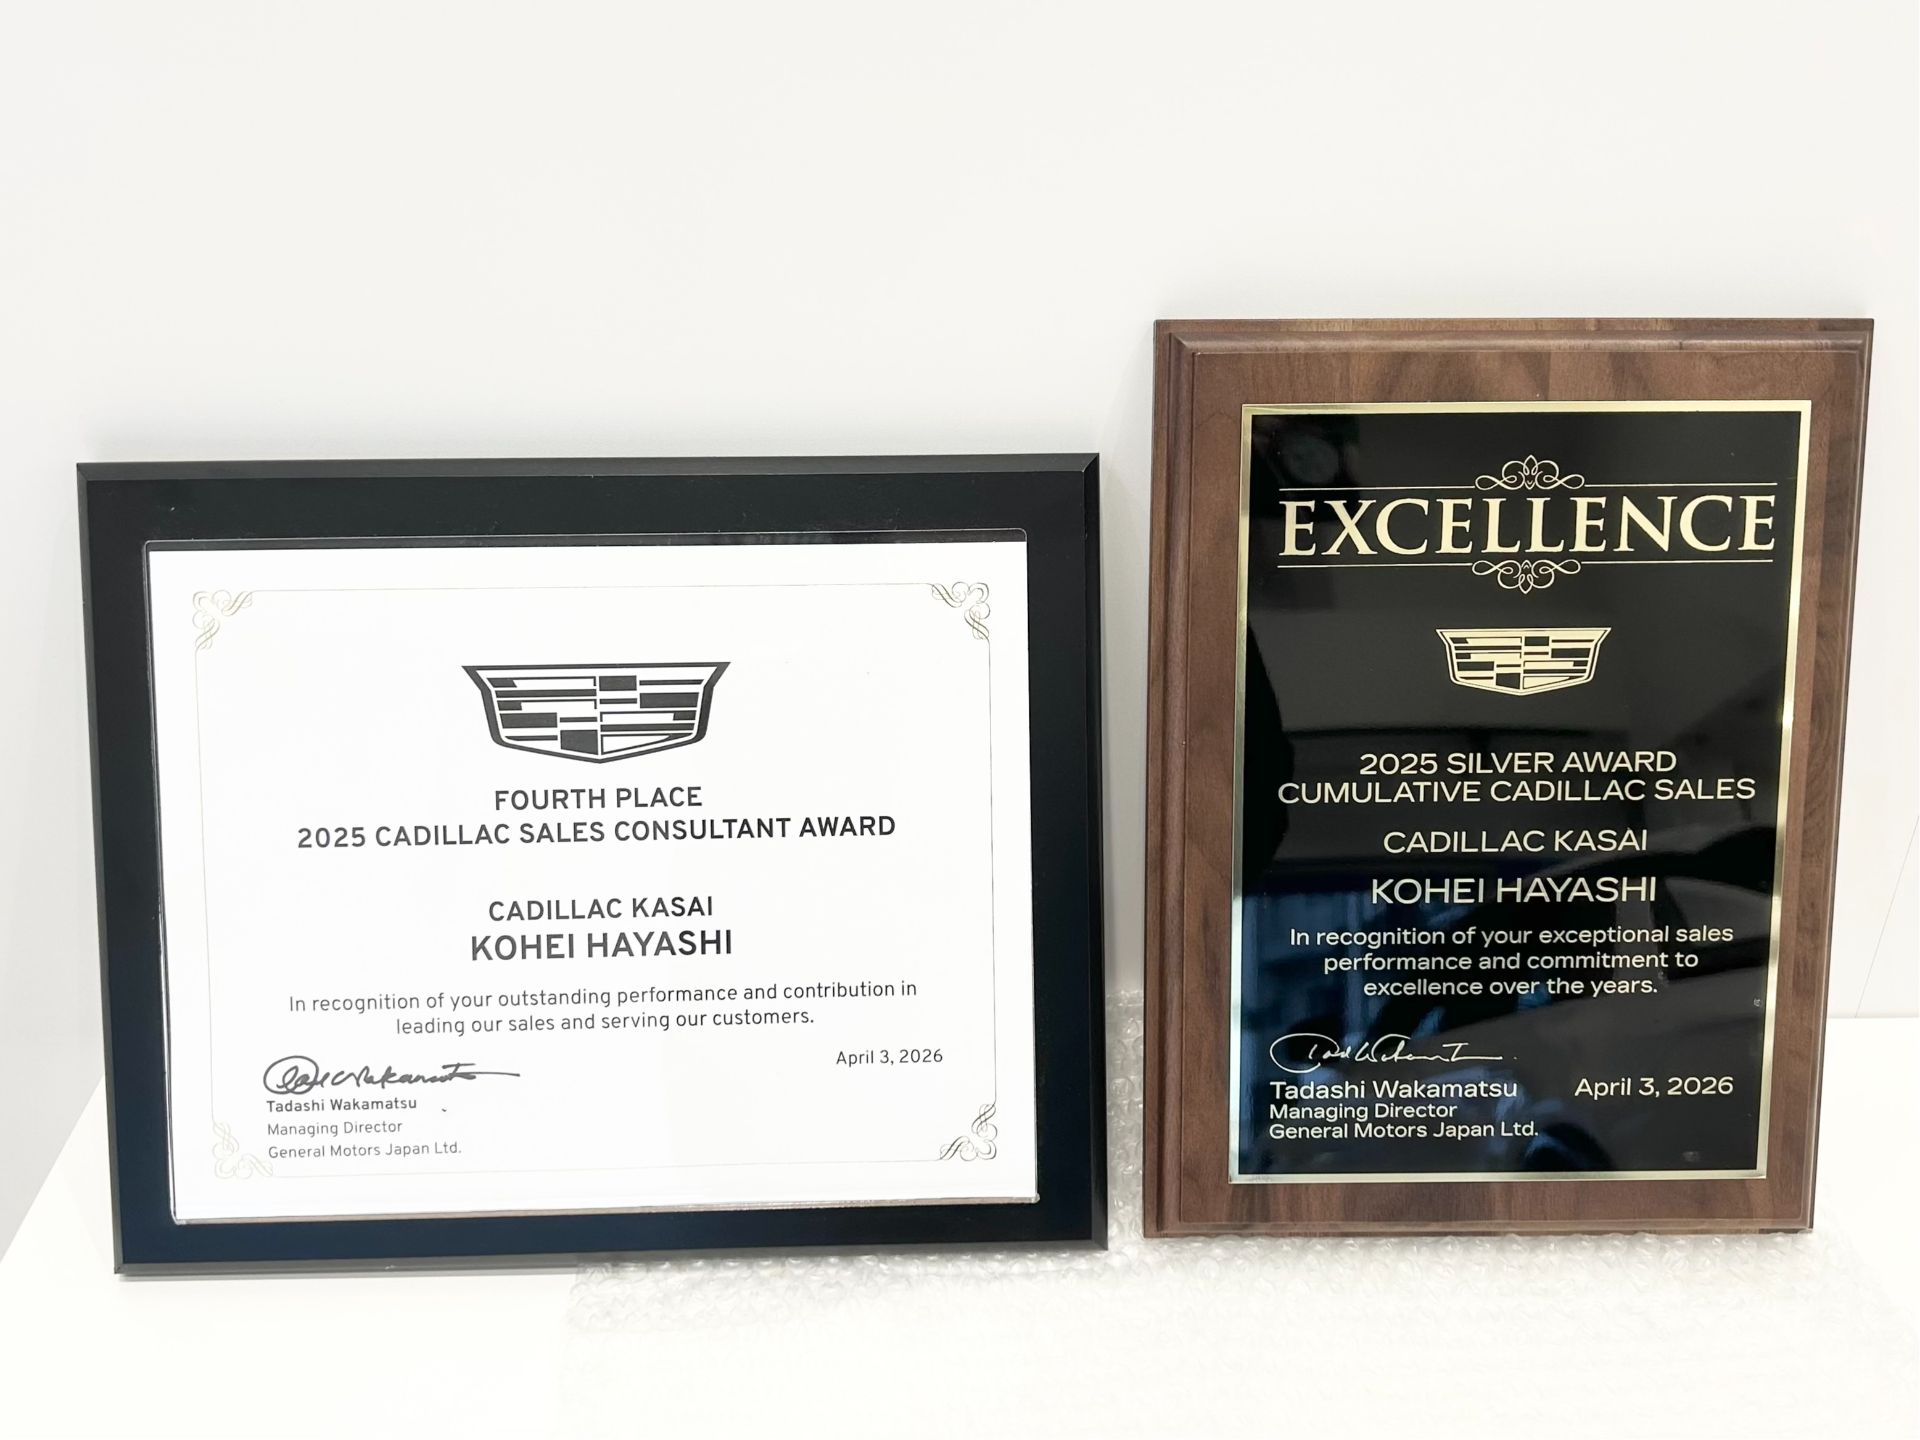 FOURTH PLACE
2025 CADILLAC SALES CONSULTANT AWARD
CADILLAC KASAI
KOHEI HAYASHI
In recognition of your outstanding performance and contribution in
leading our sales and serving our customers.
April 3, 2026
Tadashi Wakamatsu
Managing Director
General Motors Japan Ltd.
EXCELLENCE
2025 SILVER AWARD
CUMULATIVE CADILLAC SALES
CADILLAC KASAI
KOHEI HAYASHI
In recognition of your exceptional sales
performance and commitment to
excellence over the years.
Tadashi Wakamatsu April 3, 2026
Managing Director
General Motors Japan Ltd.